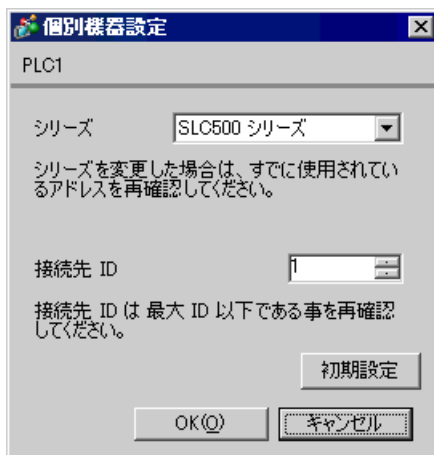 個別機器設定
PLC1
シリーズ SLC500 シリーズ
シリーズを変更した場合は、すでに使用されてい
るアドレスを再確認してください。
接続先 ID 1
接続先 ID は 最大 ID 以下である事を再確認
してください。
初期設定
OK(O) キャンセル